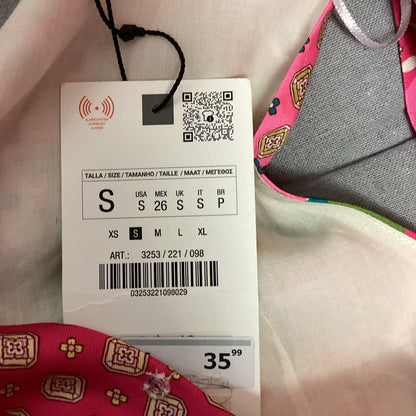 TALLA / SIZE / TAMANHO / TAILLE / MAAT / ΜΕΓΕΘΟΣ
S
USA MEX UK IT BR
S 26 S S P
XS S M L XL
ART.: 3253 / 221 / 098
03253221098029
35 99